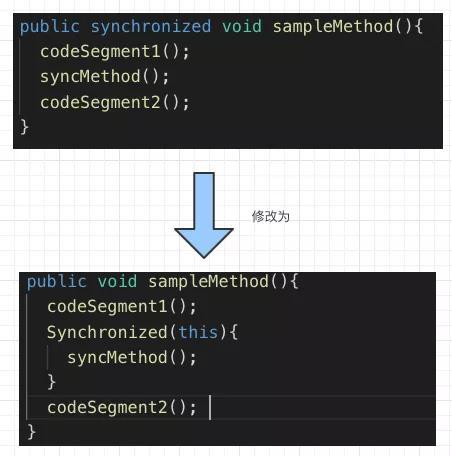 public synchronized void sampleMethod(){
codeSegment1();
syncMethod();
codeSegment2();
}
修改为
public void sampleMethod(){
codeSegment1();
Synchronized(this){
syncMethod();
}
codeSegment2();
}